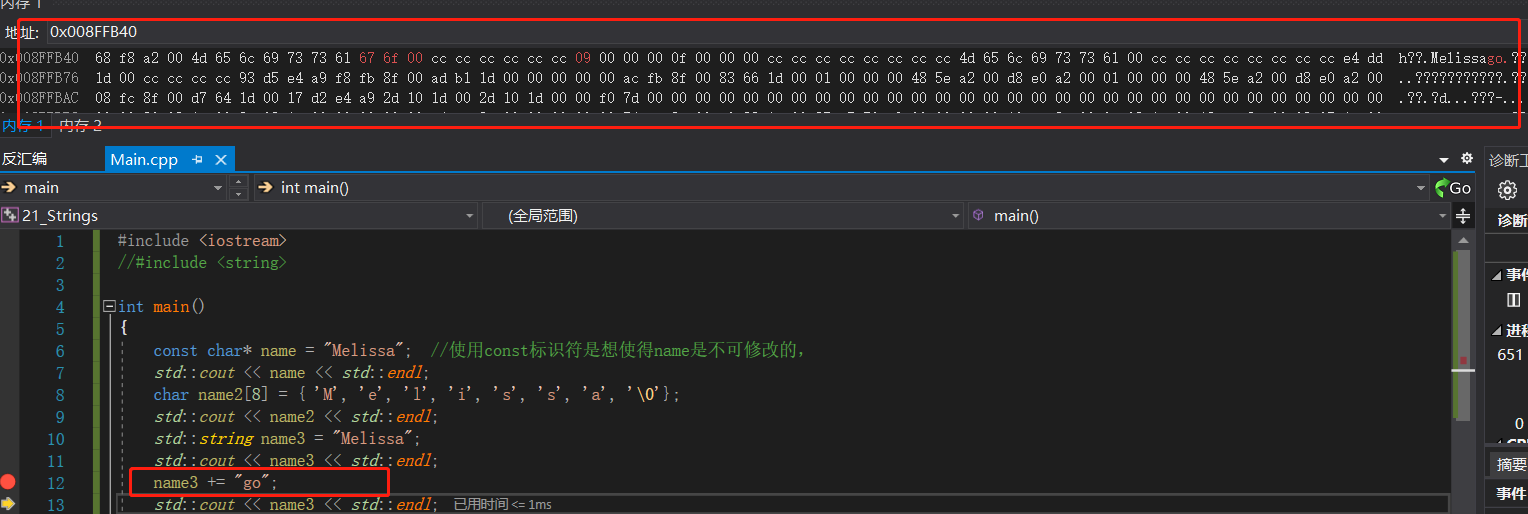 内存 1
地址: 0x008FFB40
0x008FFB40 68 f8 a2 00 4d 65 6c 69 73 73 61 67 6f 00 cc cc cc cc cc cc 09 00 00 00 0f 00 00 00 cc cc cc cc cc cc cc cc 4d 65 6c 69 73 73 61 00 cc cc cc cc cc cc cc cc e4 dd h??.Melissago.??
0x008FFB76 1d 00 cc cc cc cc 93 d5 e4 a9 f8 fb 8f 00 ad b1 1d 00 00 00 00 00 ac fb 8f 00 83 66 1d 00 01 00 00 00 48 5e a2 00 d8 e0 a2 00 01 00 00 00 48 5e a2 00 d8 e0 a2 00 ..???????????.???
0x008FFBAC 08 fc 8f 00 d7 64 1d 00 17 d2 e4 a9 2d 10 1d 00 2d 10 1d 00 00 f0 7d 00 00 00 00 00 00 00 00 00 00 00 00 00 00 00 00 00 00 00 00 00 00 00 00 00 00 00 00 00 00 00 .??.?d...???-...
内存 1 内存 2
反汇编 Main.cpp
诊断工
main int main() Go
21_Strings (全局范围) main()
诊断
1 #include <iostream>
2 //#include <string>
3
4 int main()
5 {
6 const char* name = "Melissa"; //使用const标识符是想使得name是不可修改的,
7 std::cout << name << std::endl;
8 char name2[8] = { 'M', 'e', 'l', 'i', 's', 's', 'a', '\0'};
9 std::cout << name2 << std::endl;
10 std::string name3 = "Melissa";
11 std::cout << name3 << std::endl;
12 name3 += "go";
13 std::cout << name3 << std::endl; 已用时间 <= 1ms
事件
进程
651
0
摘要
事件